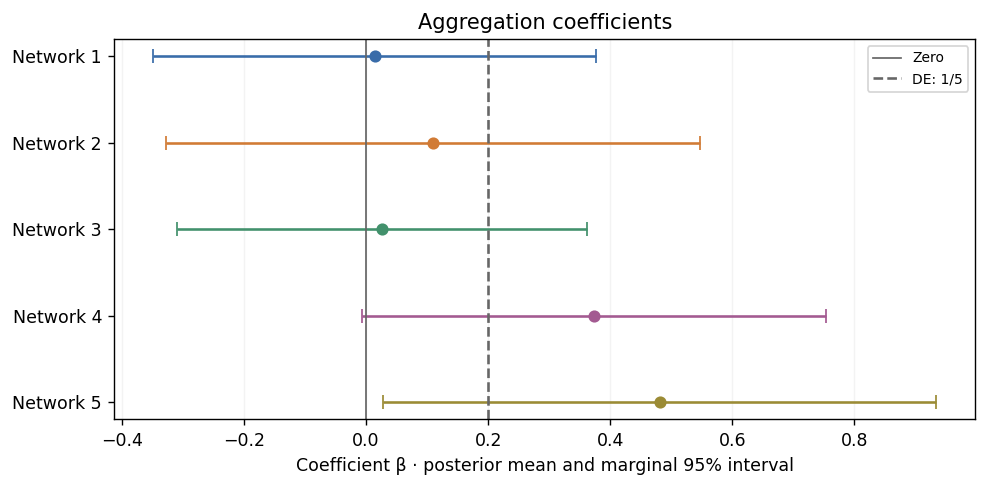 Aggregation coefficients
Network 1
Network 2
Network 3
Network 4
Network 5
Zero
DE: 1/5
−0.4
−0.2
0.0
0.2
0.4
0.6
0.8
Coefficient β · posterior mean and marginal 95% interval